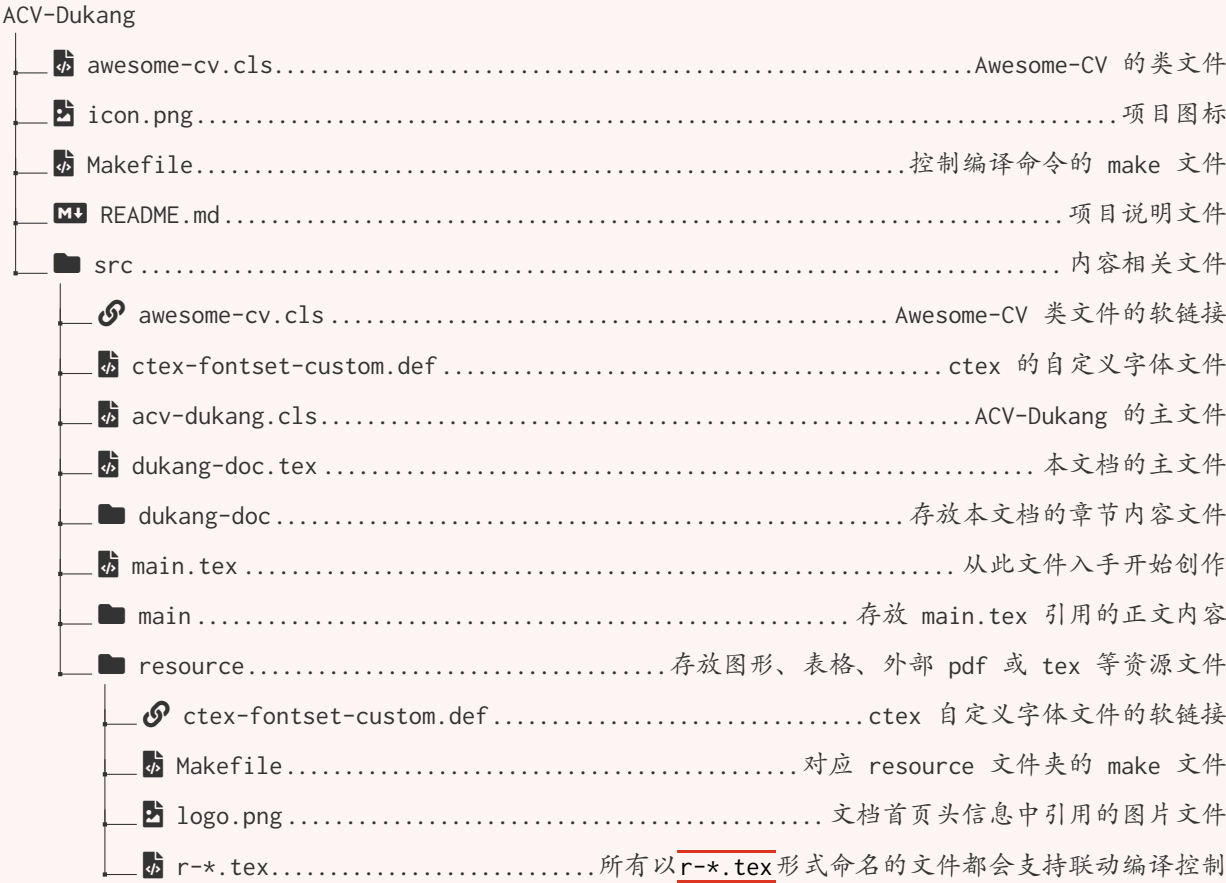 ACV-Dukang
awesome-cv.cls......Awesome-CV 的类文件
icon.png......项目图标
Makefile......控制编译命令的 make 文件
README.md......项目说明文件
src......内容相关文件
awesome-cv.cls......Awesome-CV 类文件的软链接
ctex-fontset-custom.def......ctex 的自定义字体文件
acv-dukang.cls......ACV-Dukang 的主文件
dukang-doc.tex......本文档的主文件
dukang-doc......存放本文档的章节内容文件
main.tex......从此文件入手开始创作
main......存放 main.tex 引用的正文内容
resource......存放图形、表格、外部 pdf 或 tex 等资源文件
ctex-fontset-custom.def......ctex 自定义字体文件的软链接
Makefile......对应 resource 文件夹的 make 文件
logo.png......文档首页头信息中引用的图片文件
r-*.tex......所有以r-*.tex形式命名的文件都会支持联动编译控制